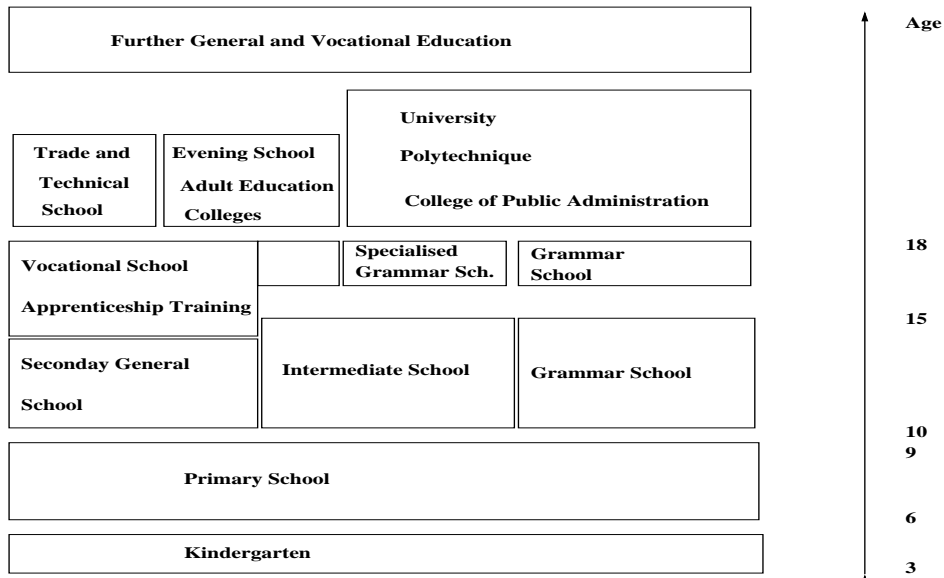 Further General and Vocational Education
Age
University
Polytechnique
College of Public Administration
Trade and
Technical
School
Evening School
Adult Education
Colleges
18
Vocational School
Apprenticeship Training
Specialised
Grammar Sch.
Grammar
School
15
Seconday General
School
Intermediate School
Grammar School
10
9
Primary School
6
Kindergarten
3